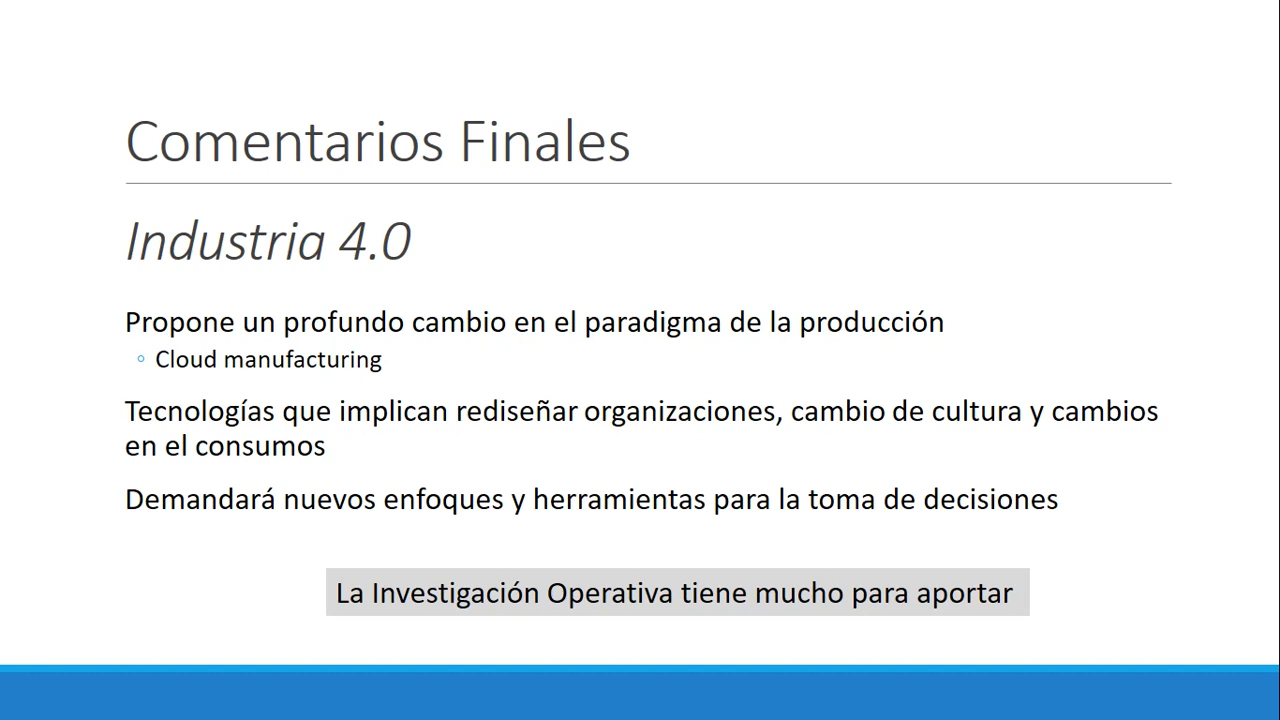 Comentarios Finales
Industria 4.0
Propone un profundo cambio en el paradigma de la producción
◦ Cloud manufacturing
Tecnologías que implican rediseñar organizaciones, cambio de cultura y cambios
en el consumos
Demandará nuevos enfoques y herramientas para la toma de decisiones
La Investigación Operativa tiene mucho para aportar